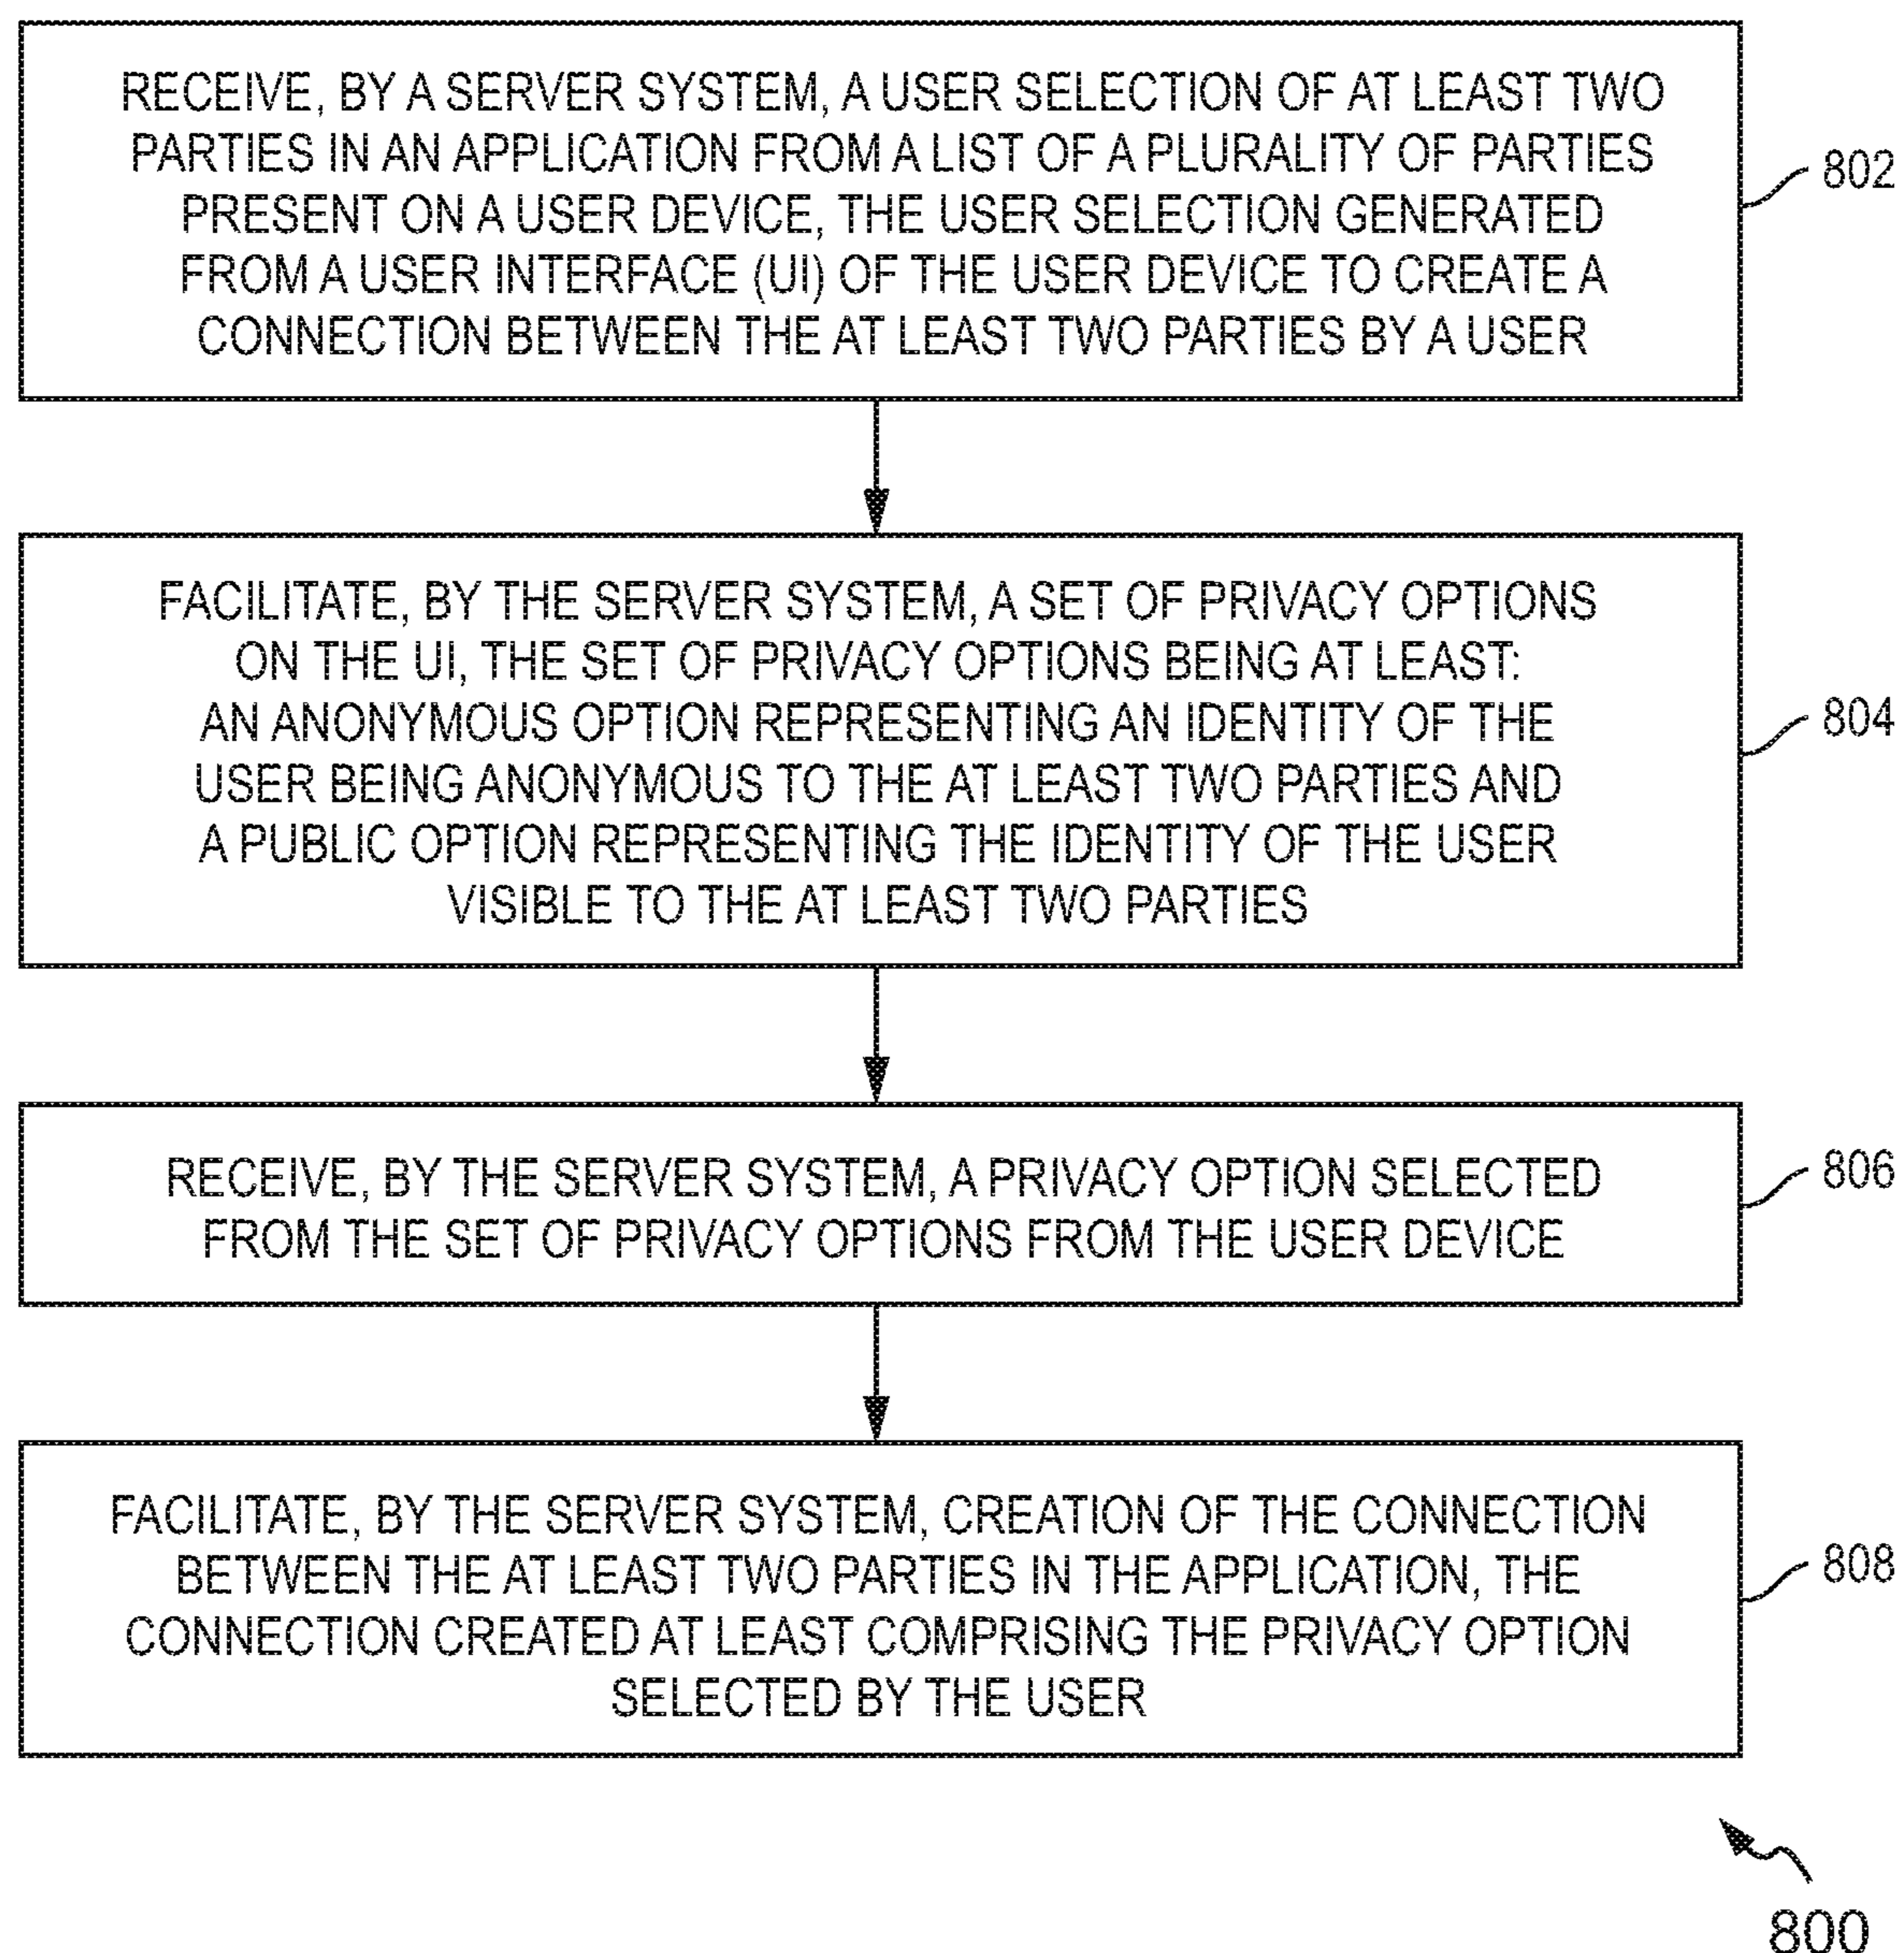 RECEIVE, BY A SERVER SYSTEM, A USER SELECTION OF AT LEAST TWO
PARTIES IN AN APPLICATION FROM A LIST OF A PLURALITY OF PARTIES
PRESENT ON A USER DEVICE, THE USER SELECTION GENERATED
FROM A USER INTERFACE (UI) OF THE USER DEVICE TO CREATE A
CONNECTION BETWEEN THE AT LEAST TWO PARTIES BY A USER
802
FACILITATE, BY THE SERVER SYSTEM, A SET OF PRIVACY OPTIONS
ON THE UI, THE SET OF PRIVACY OPTIONS BEING AT LEAST:
AN ANONYMOUS OPTION REPRESENTING AN IDENTITY OF THE
USER BEING ANONYMOUS TO THE AT LEAST TWO PARTIES AND
A PUBLIC OPTION REPRESENTING THE IDENTITY OF THE USER
VISIBLE TO THE AT LEAST TWO PARTIES
804
RECEIVE, BY THE SERVER SYSTEM, A PRIVACY OPTION SELECTED
FROM THE SET OF PRIVACY OPTIONS FROM THE USER DEVICE
806
FACILITATE, BY THE SERVER SYSTEM, CREATION OF THE CONNECTION
BETWEEN THE AT LEAST TWO PARTIES IN THE APPLICATION, THE
CONNECTION CREATED AT LEAST COMPRISING THE PRIVACY OPTION
SELECTED BY THE USER
808
800